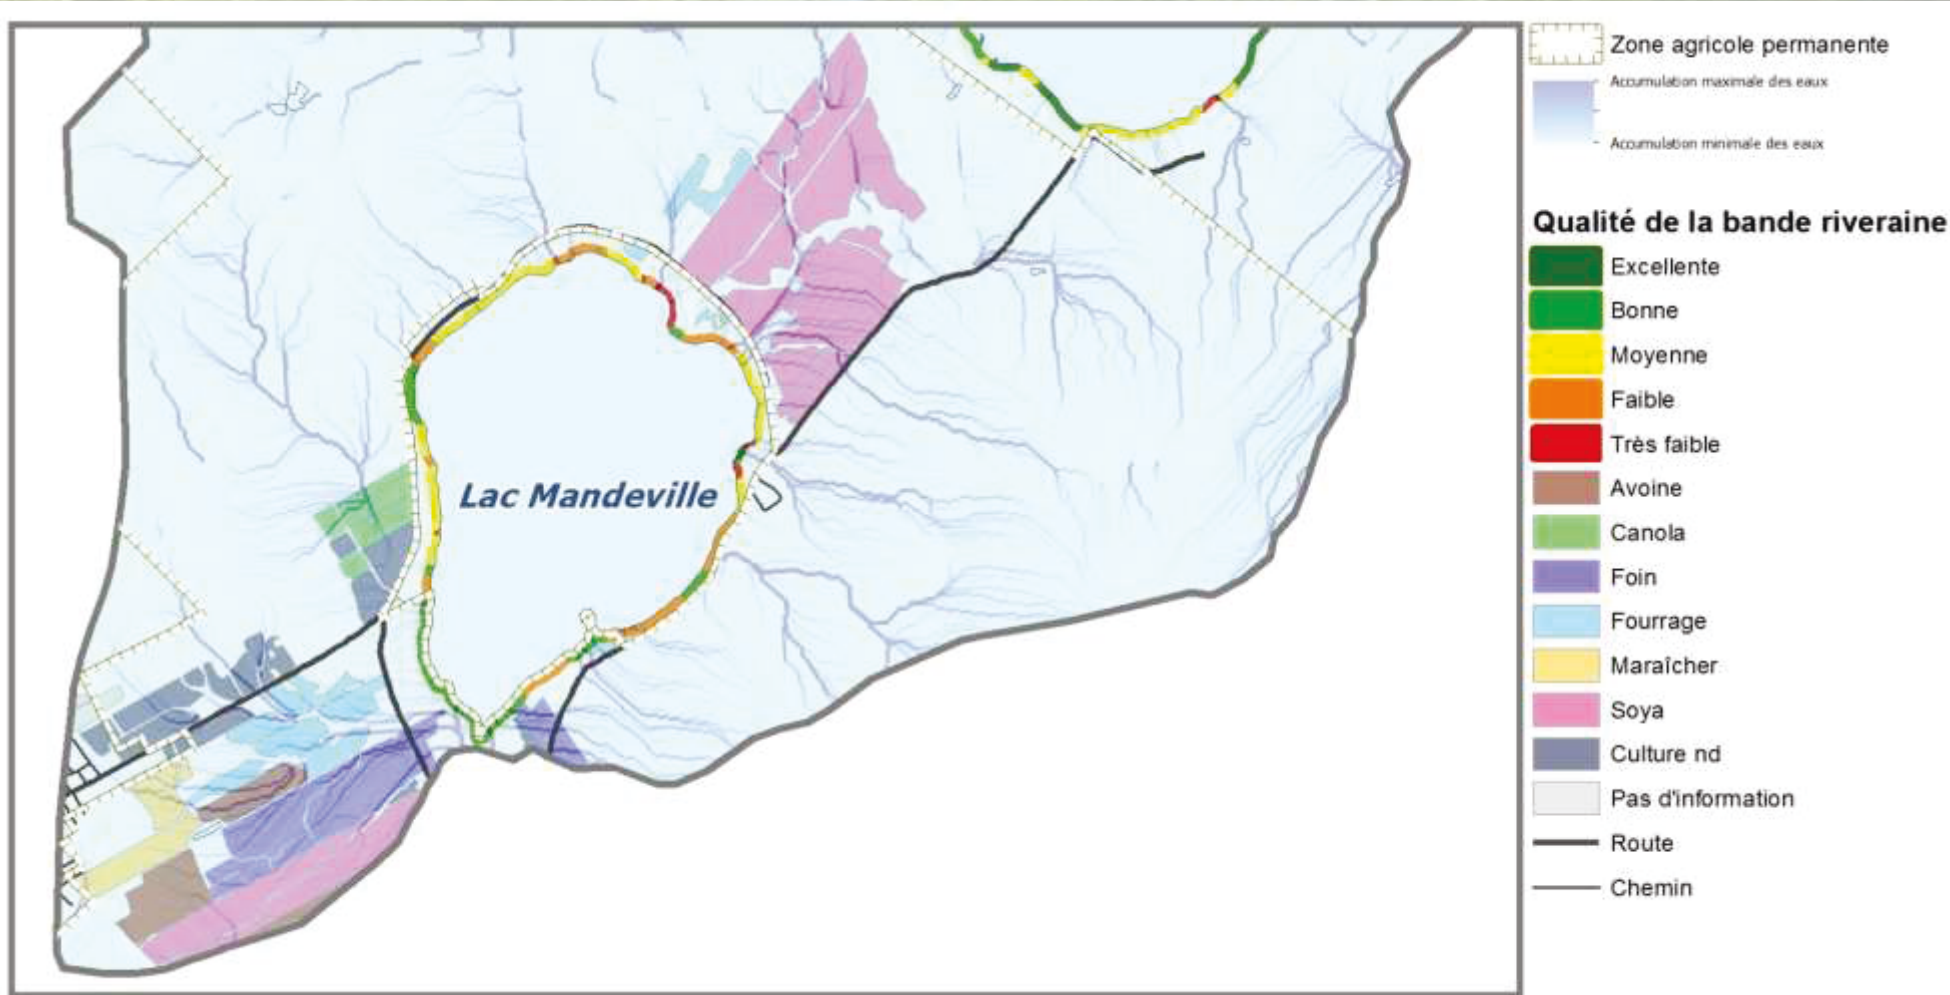 Lac Mandeville
Zone agricole permanente
Accumulation maximale des eaux
Accumulation minimale des eaux
Qualité de la bande riveraine
Excellente
Bonne
Moyenne
Faible
Très faible
Avoine
Canola
Foin
Fourrage
Maraîcher
Soya
Culture nd
Pas d'information
Route
Chemin